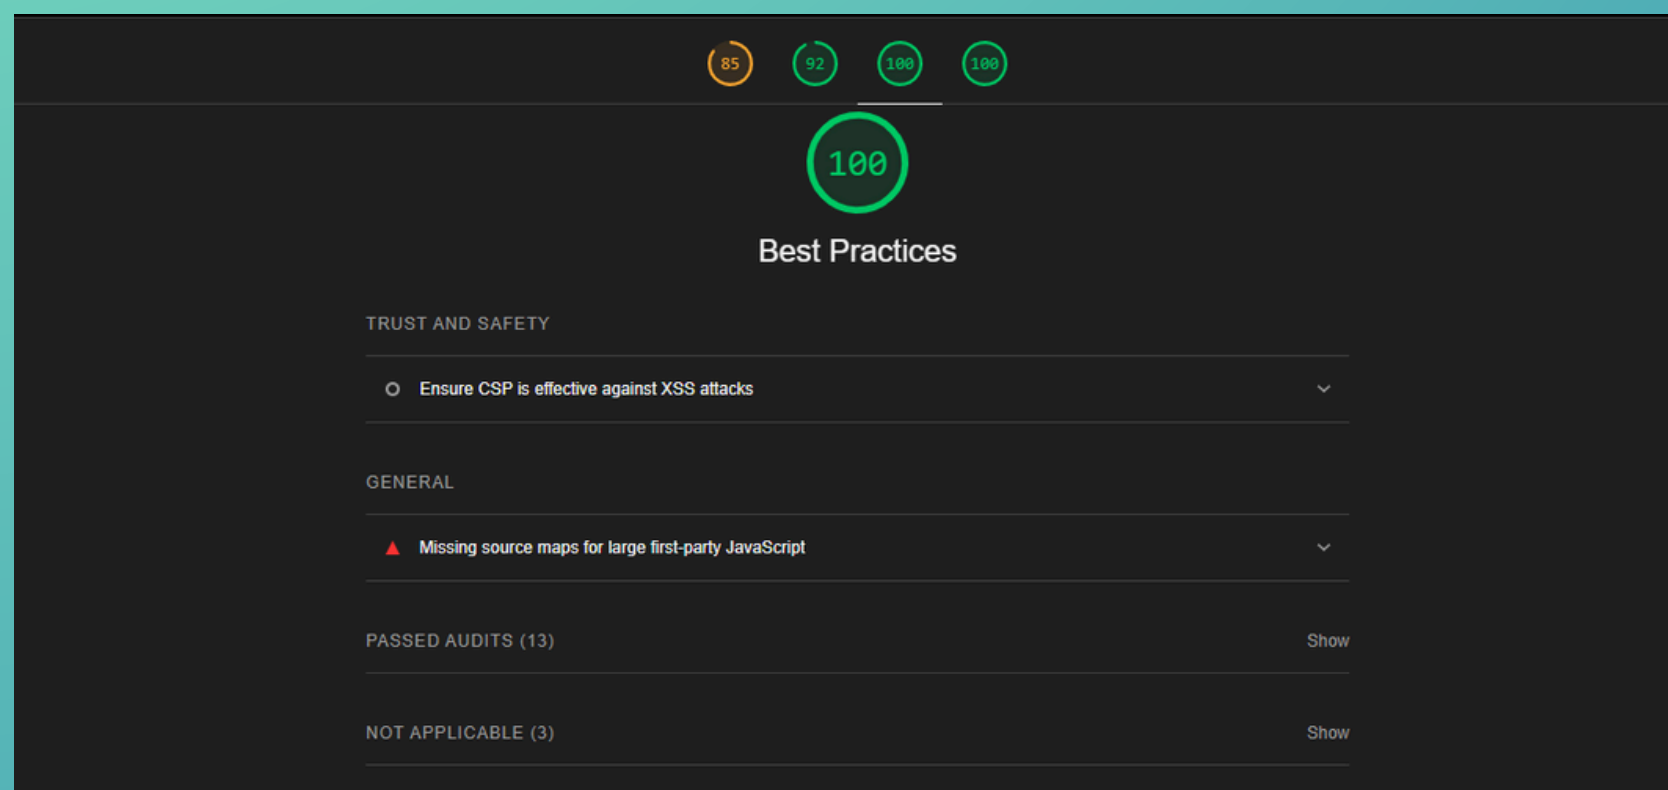 85 92 100 100
100
Best Practices
TRUST AND SAFETY
Ensure CSP is effective against XSS attacks
GENERAL
Missing source maps for large first-party JavaScript
PASSED AUDITS (13) Show
NOT APPLICABLE (3) Show